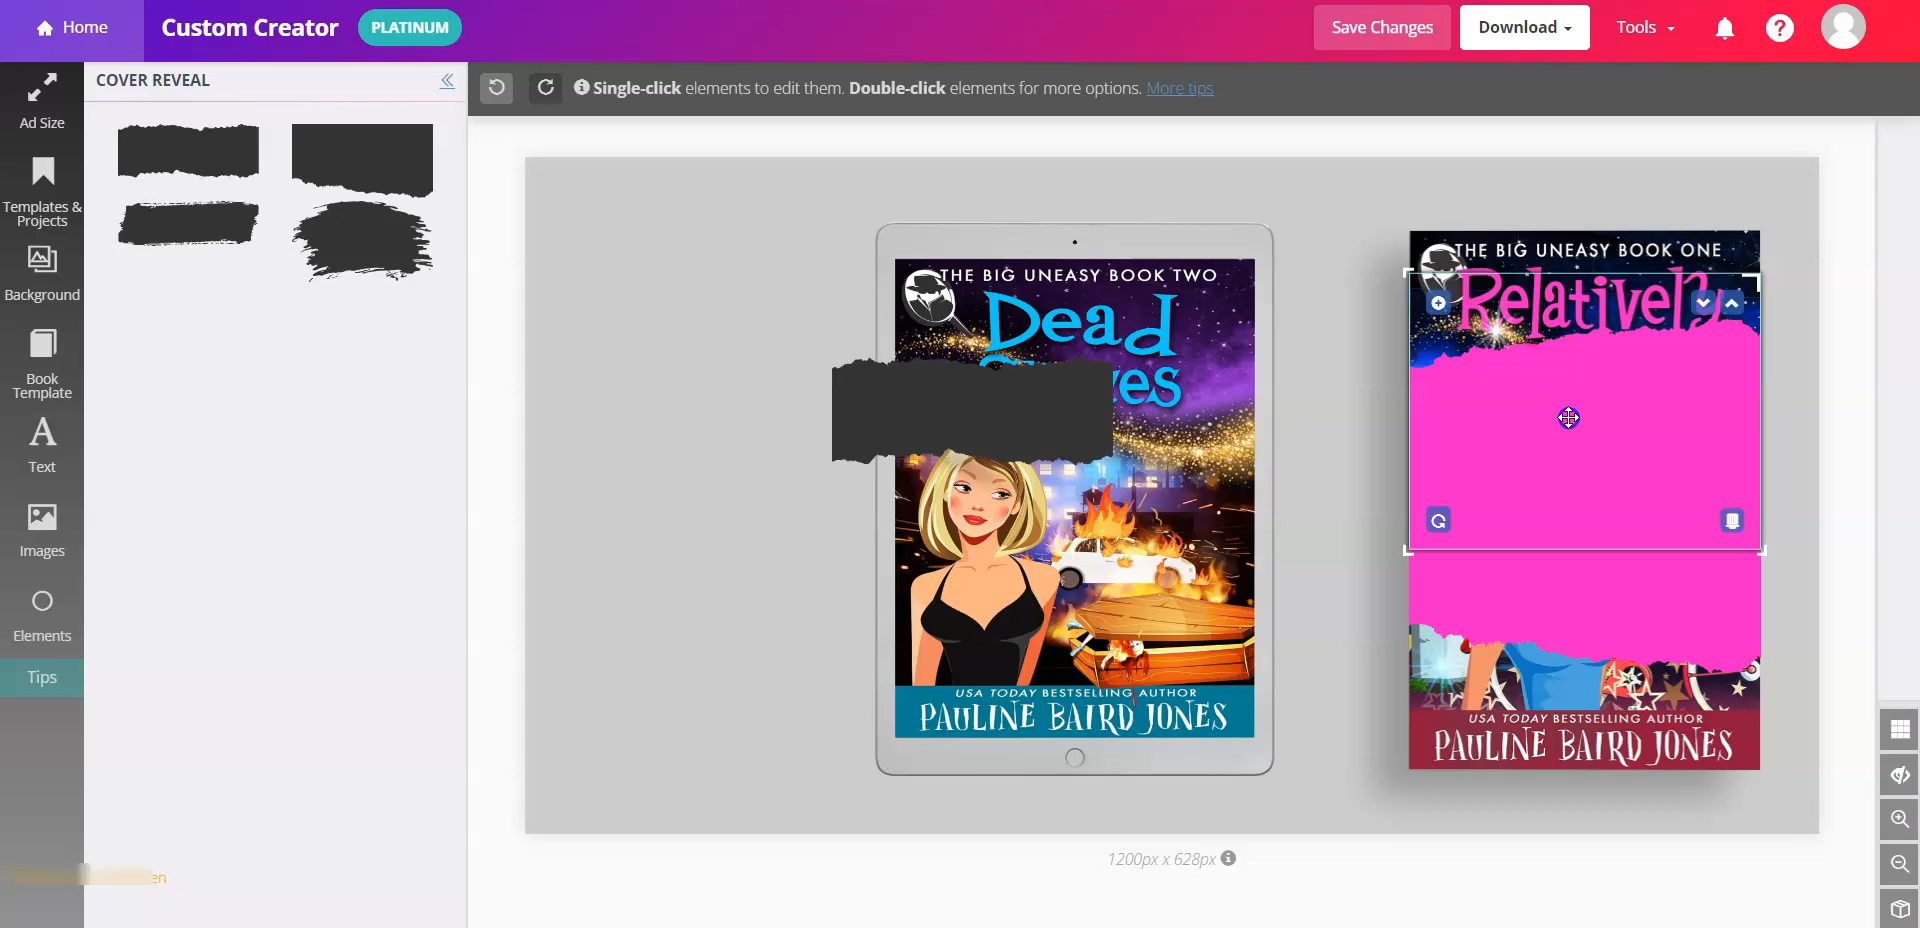 Home
Custom Creator
PLATINUM
Save Changes
Download
Tools
COVER REVEAL
Single-click elements to edit them. Double-click elements for more options. More tips
Ad Size
Templates & Projects
Background
Book Template
Text
Images
Elements
Tips
THE BIG UNEASY BOOK TWO
Dead
USA TODAY BESTSELLING AUTHOR
PAULINE BAIRD JONES
THE BIG UNEASY BOOK ONE
Relatively
USA TODAY BESTSELLING AUTHOR
PAULINE BAIRD JONES
1200px x 628px